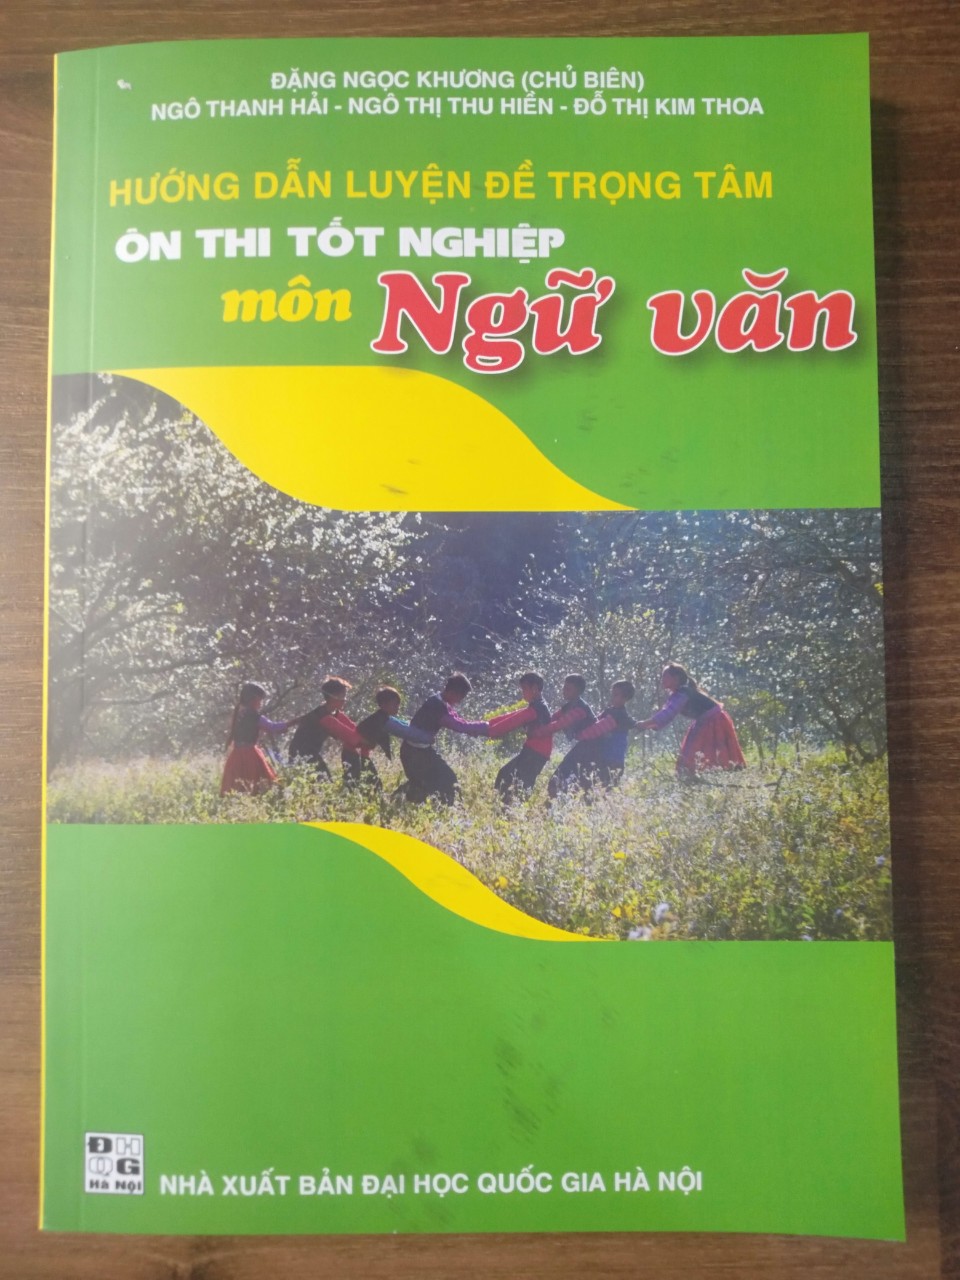 ĐẶNG NGỌC KHƯƠNG (CHỦ BIÊN)
NGÔ THANH HẢI - NGÔ THỊ THU HIỀN - ĐỖ THỊ KIM THOA
HƯỚNG DẪN LUYỆN ĐỀ TRỌNG TÂM
ÔN THI TỐT NGHIỆP
môn Ngữ văn
ĐH
QG
Hà NộI
NHÀ XUẤT BẢN ĐẠI HỌC QUỐC GIA HÀ NỘI